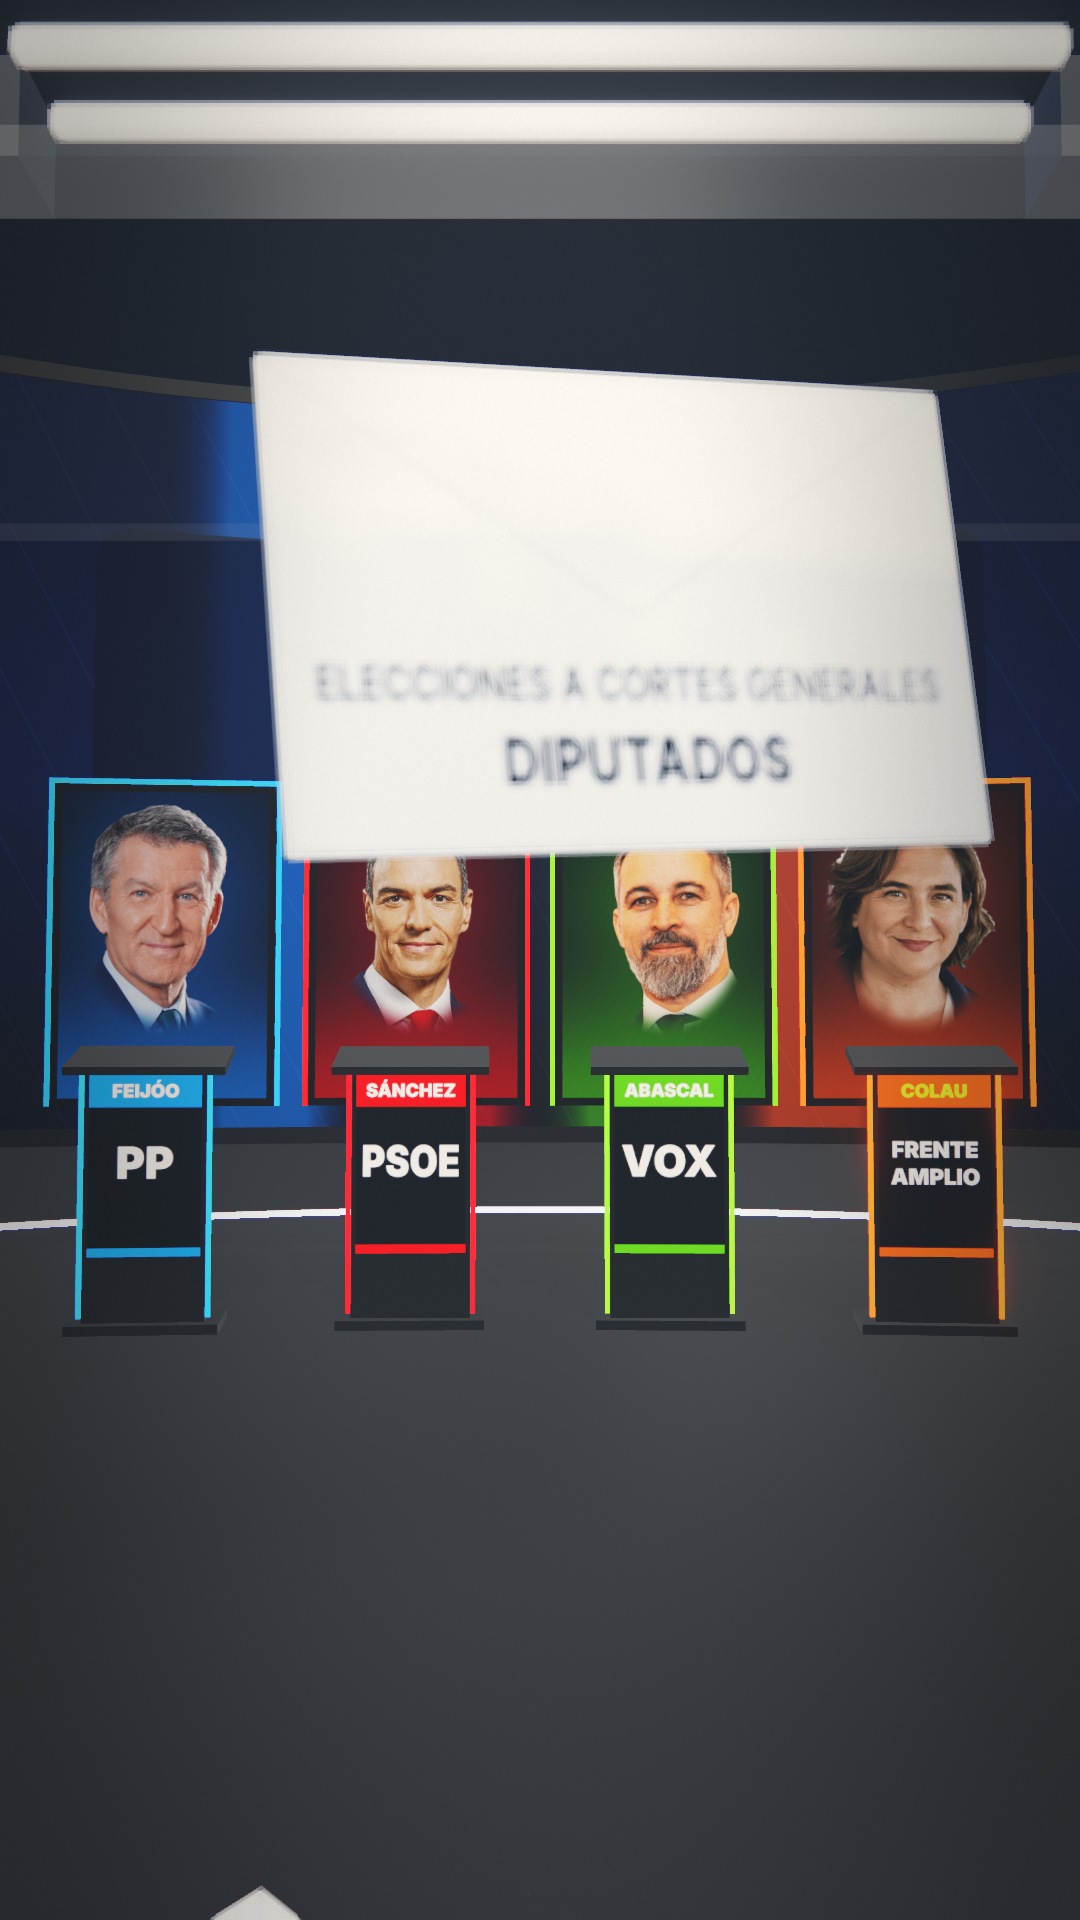 ELECCIONES A CORTES GENERALES
DIPUTADOS
FEIJÓO
SÁNCHEZ
ABASCAL
COLAU
PP
PSOE
VOX
FRENTE
AMPLIO